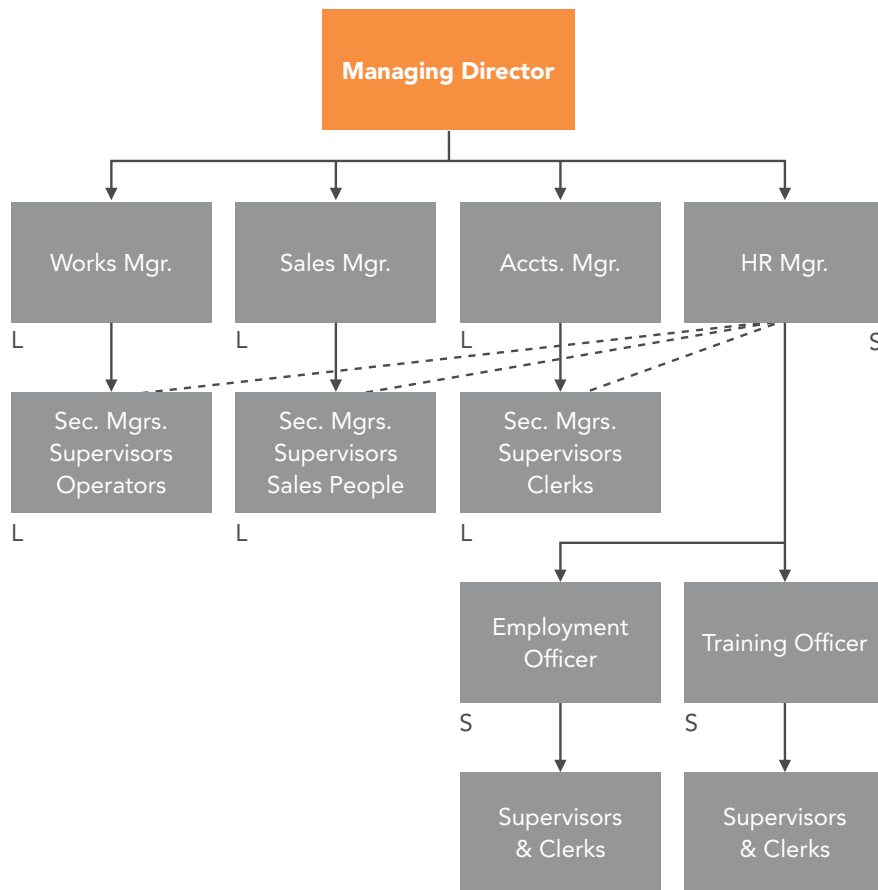 Managing Director
Works Mgr.
Sales Mgr.
Accts. Mgr.
HR Mgr.
L
L
L
S
Sec. Mgrs.
Supervisors
Operators
Sec. Mgrs.
Supervisors
Sales People
Sec. Mgrs.
Supervisors
Clerks
L
L
L
Employment
Officer
Training Officer
S
S
Supervisors
& Clerks
Supervisors
& Clerks